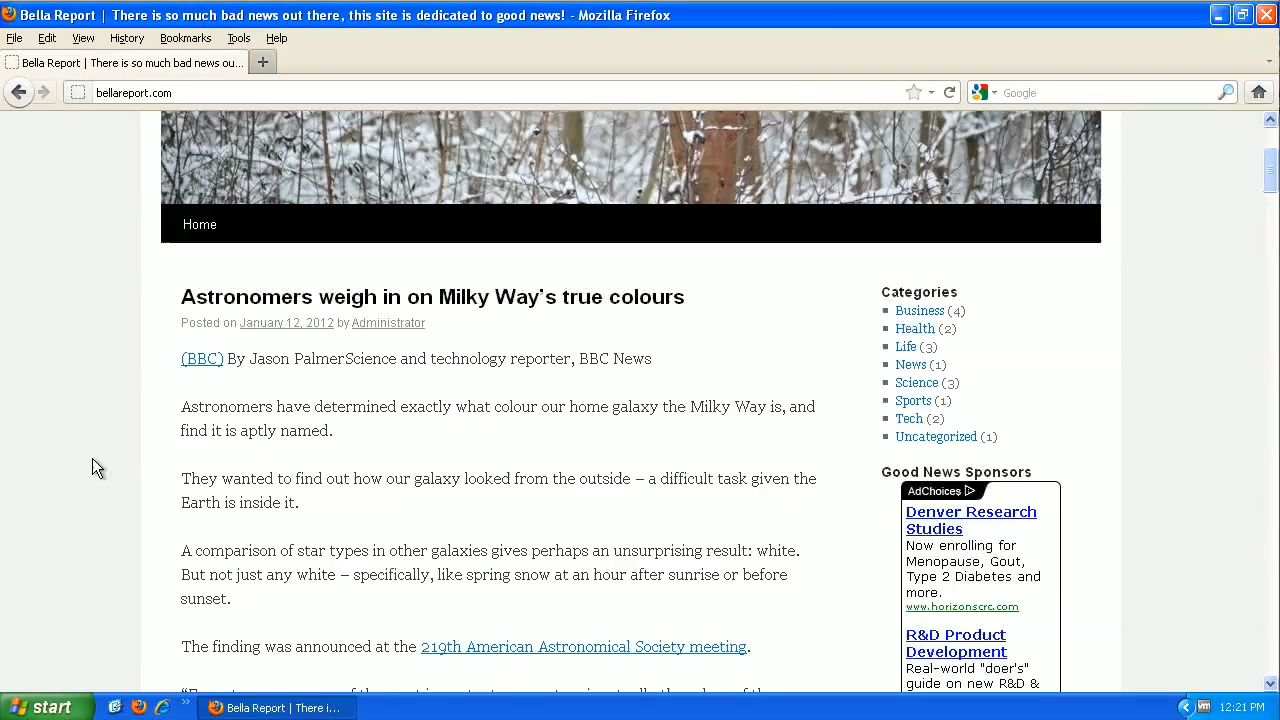 Bella Report | There is so much bad news out there, this site is dedicated to good news! - Mozilla Firefox
File Edit View History Bookmarks Tools Help
Bella Report | There is so much bad news ou...
bellareport.com
Google
Home
Astronomers weigh in on Milky Way's true colours
Posted on January 12, 2012 by Administrator
(BBC) By Jason PalmerScience and technology reporter, BBC News
Astronomers have determined exactly what colour our home galaxy the Milky Way is, and
find it is aptly named.
They wanted to find out how our galaxy looked from the outside – a difficult task given the
Earth is inside it.
A comparison of star types in other galaxies gives perhaps an unsurprising result: white.
But not just any white – specifically, like spring snow at an hour after sunrise or before
sunset.
The finding was announced at the 219th American Astronomical Society meeting.
Categories
Business (4)
Health (2)
Life (3)
News (1)
Science (3)
Sports (1)
Tech (2)
Uncategorized (1)
Good News Sponsors
AdChoices
Denver Research
Studies
Now enrolling for
Menopause, Gout,
Type 2 Diabetes and
more.
www.horizonscrc.com
R&D Product
Development
Real-world "doer's"
guide on new R&D &
start
Bella Report | There i...
12:21 PM